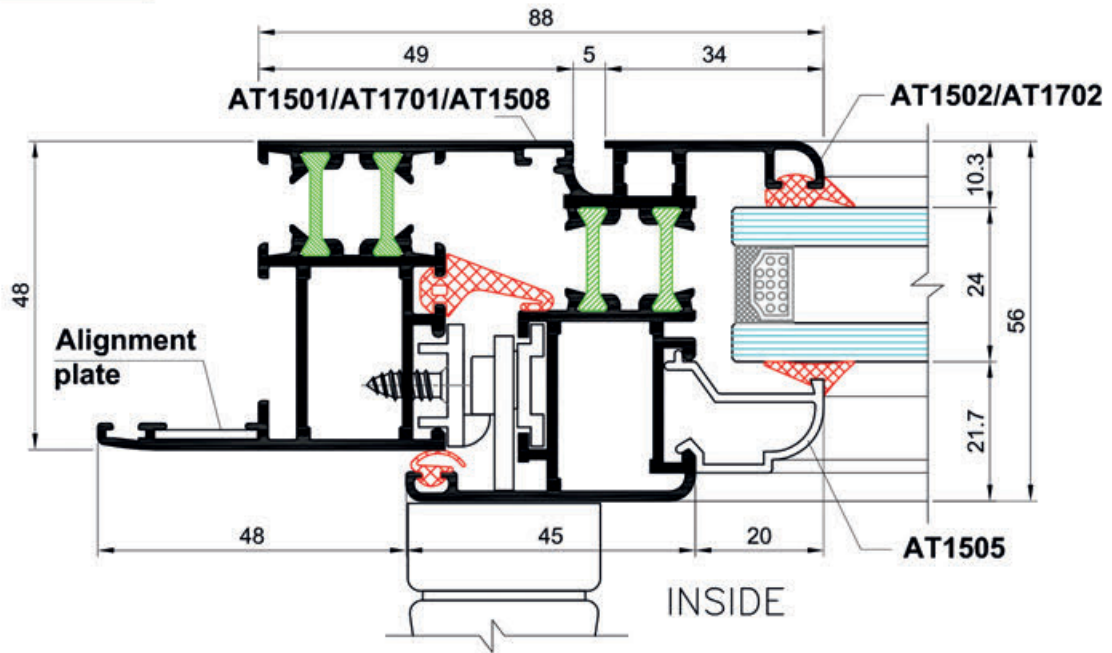 88
49 5 34
AT1501/AT1701/AT1508
AT1502/AT1702
10.3
48
24
56
Alignment
plate
21.7
48 45 20
AT1505
INSIDE